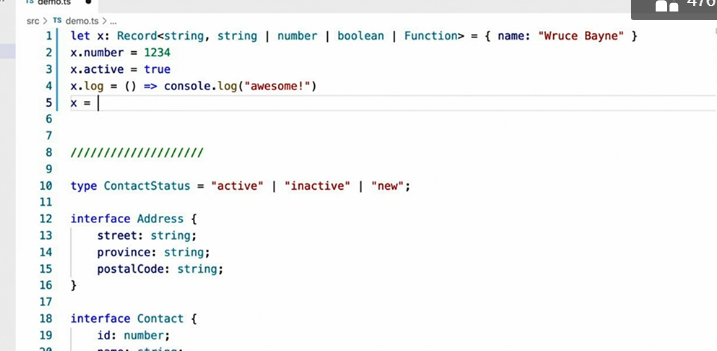 TS demo.ts ●
476
src > TS demo.ts > ...
1 let x: Record<string, string | number | boolean | Function> = { name: "Wruce Bayne" }
2 x.number = 1234
3 x.active = true
4 x.log = () => console.log("awesome!")
5 x =
6
7
8 ////////////////////
9
10 type ContactStatus = "active" | "inactive" | "new";
11
12 interface Address {
13 street: string;
14 province: string;
15 postalCode: string;
16 }
17
18 interface Contact {
19 id: number;
20 name: string;